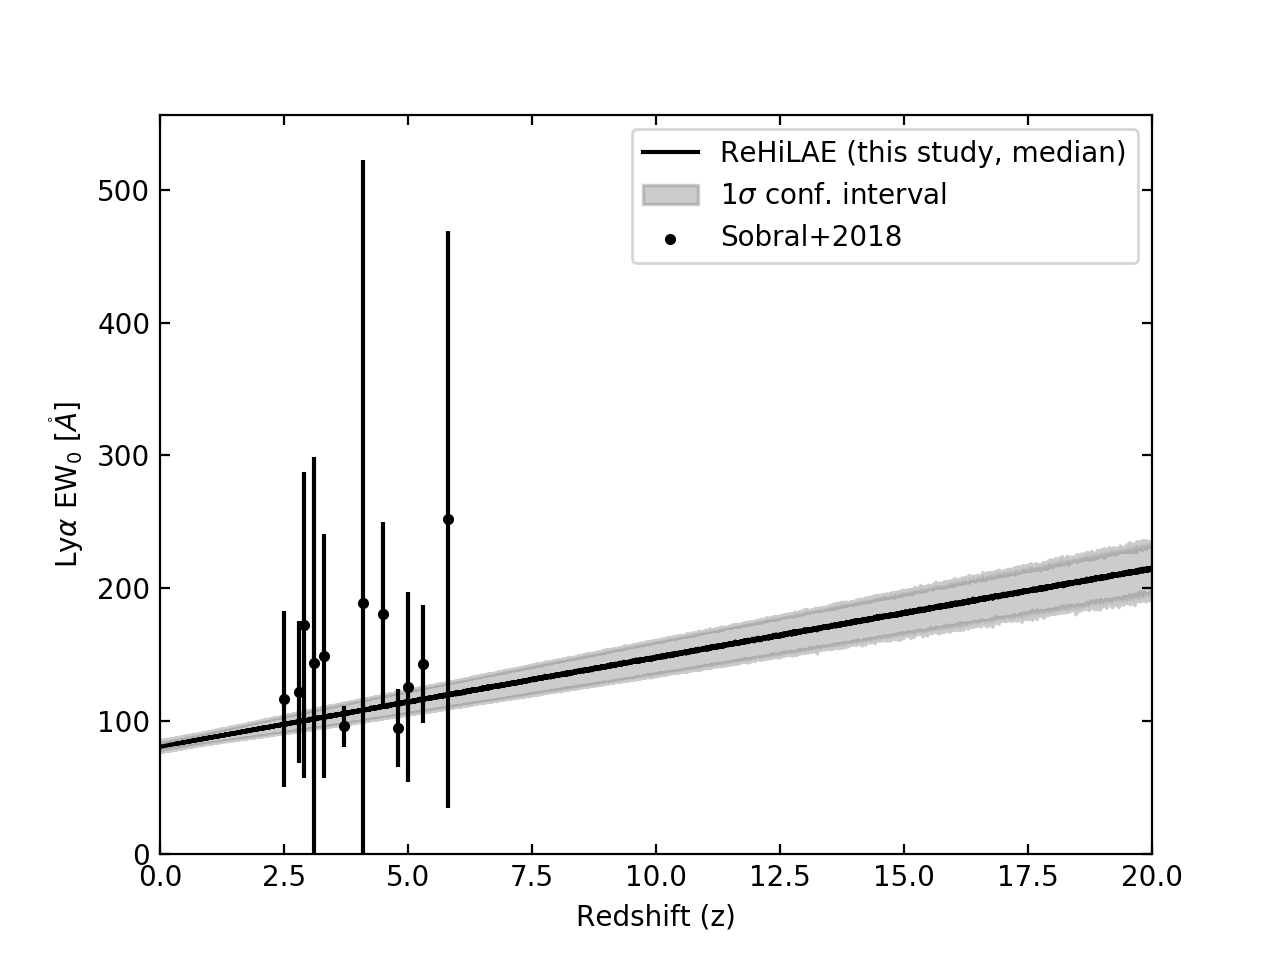 ReHiLAE (this study, median)
1σ conf. interval
Sobral+2018
500
400
300
200
100
0
Lyα EW₀ [Å]
0.0 2.5 5.0 7.5 10.0 12.5 15.0 17.5 20.0
Redshift (z)